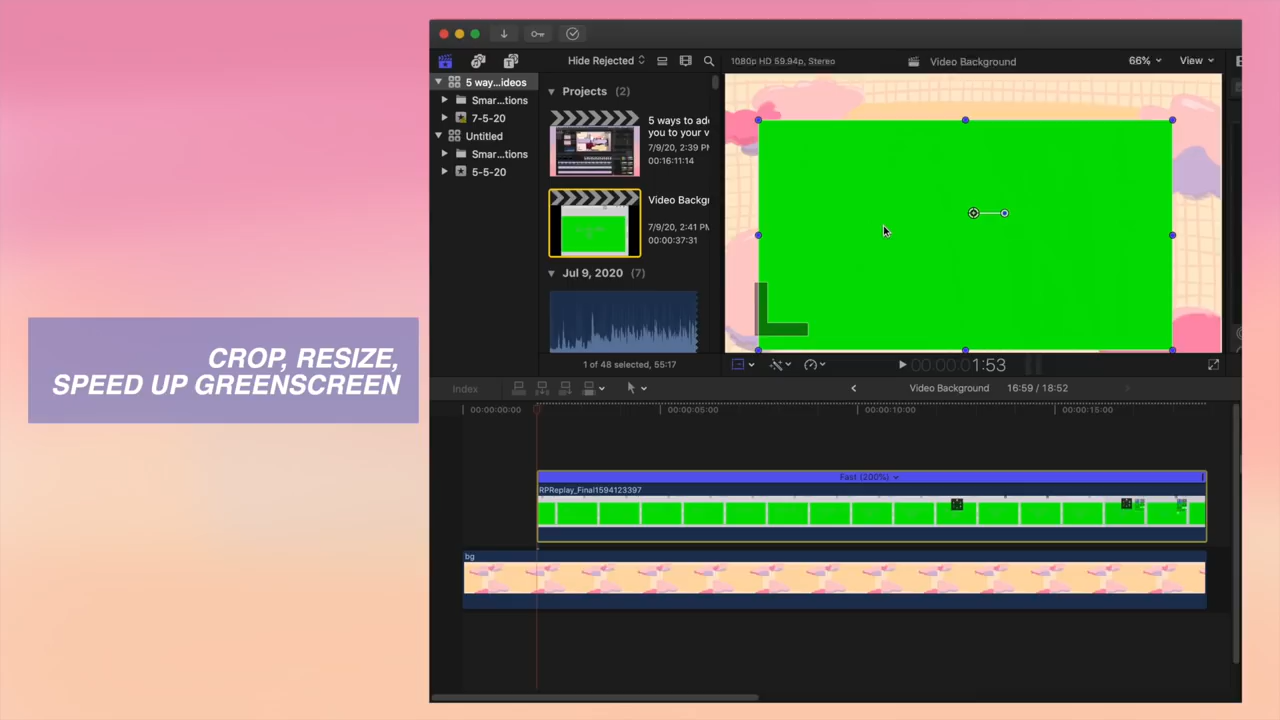 CROP, RESIZE,
SPEED UP GREENSCREEN
Hide Rejected
1080p HD 59.94p, Stereo
Video Background
66%
View
5 way...ideos
Smar...tions
7-5-20
Untitled
Smar...tions
5-5-20
Projects (2)
5 ways to ad
you to your v
7/9/20, 2:39 PM
00:16:11:14
Video Backg
7/9/20, 2:41 PM
00:00:37:31
Jul 9, 2020 (7)
1 of 48 selected, 55:17
00:00:00:01:53
Index
Video Background
16:59 / 18:52
00:00:00:00
00:00:05:00
00:00:10:00
00:00:15:00
Fast (200%)
RPReplay_Final1594123397
bg